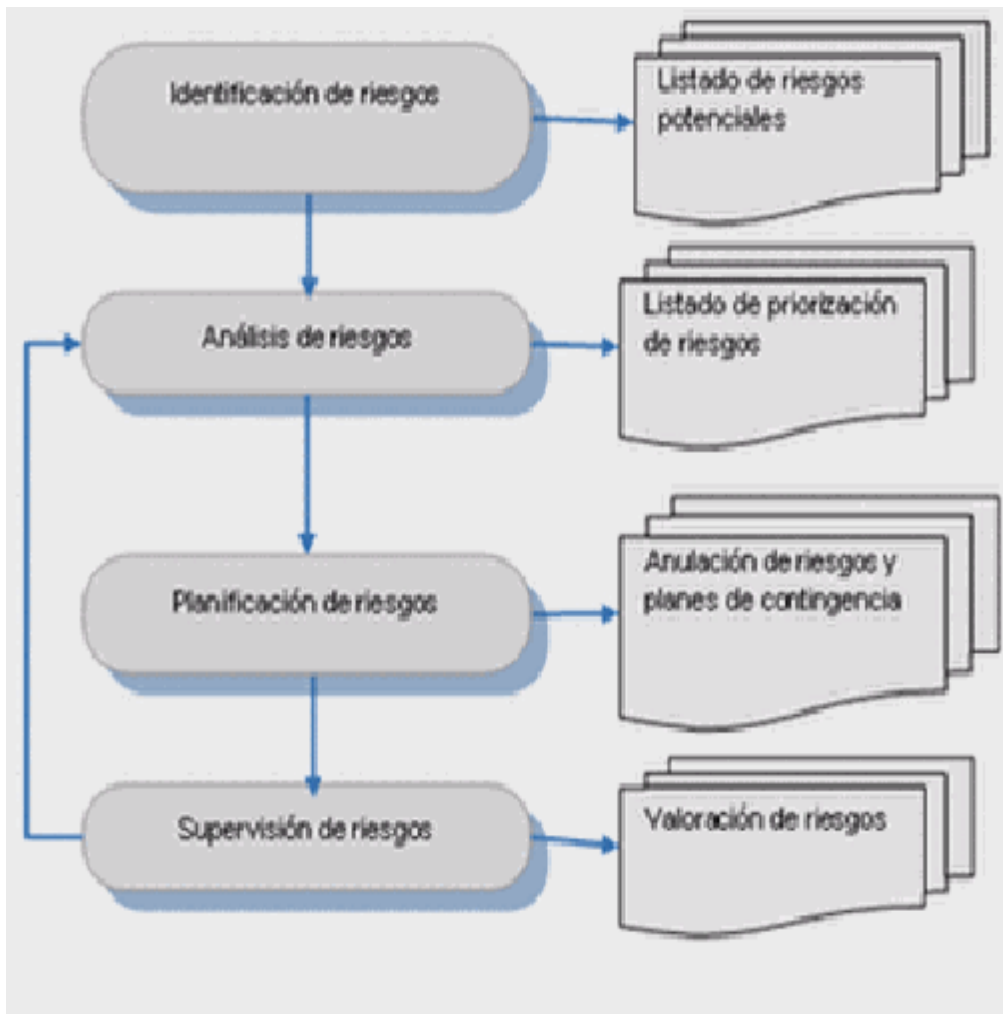 Identificación de riesgos
Listado de riesgos
potenciales
Análisis de riesgos
Listado de priorización
de riesgos
Planificación de riesgos
Anulación de riesgos y
planes de contingencia
Supervisión de riesgos
Valoración de riesgos